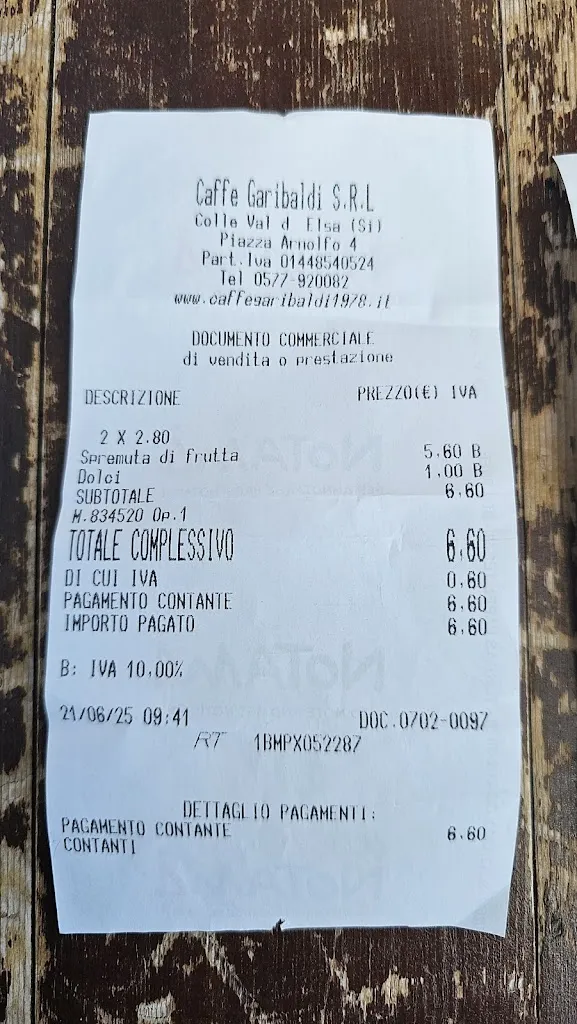 Caffe Garibaldi S.R.L
Colle Val d Elsa (Si)
Piazza Arnolfo 4
Part.Iva 01448540524
Tel 0577-920082
www.caffegaribaldi1978.it
DOCUMENTO COMMERCIALE
di vendita o prestazione
DESCRIZIONE PREZZO(€) IVA
2 X 2.80
Spremuta di frutta 5,60 B
Dolci 1,00 B
SUBTOTALE 6,60
M.834520 Op.1
TOTALE COMPLESSIVO 6,60
DI CUI IVA 0,60
PAGAMENTO CONTANTE 6,60
IMPORTO PAGATO 6,60
B: IVA 10,00%
21/06/25 09:41 DOC.0702-0097
RT 1BMPX052287
DETTAGLIO PAGAMENTI:
PAGAMENTO CONTANTE 6,60
CONTANTI